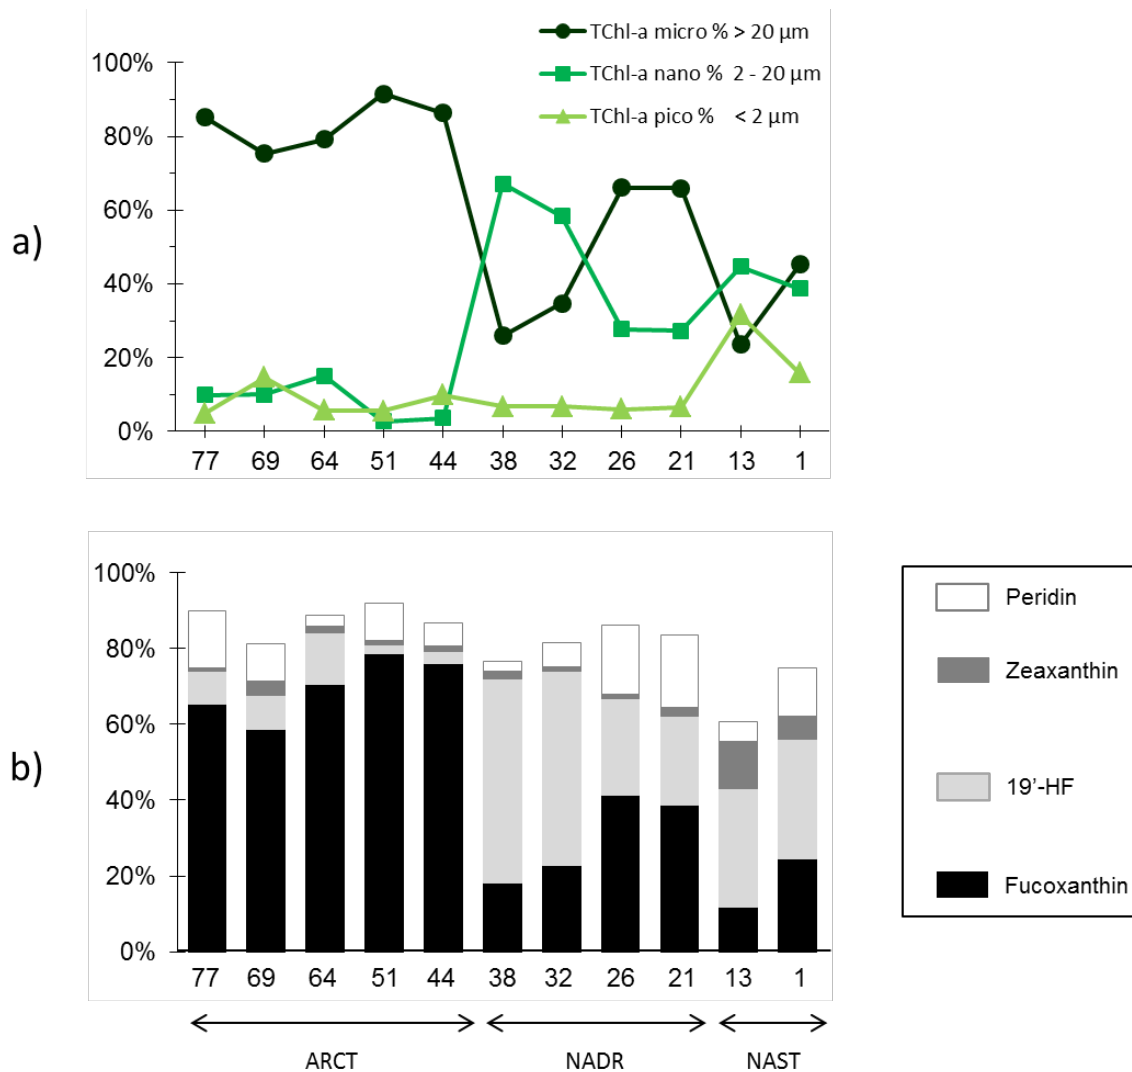 TChl-a micro % > 20 µm
TChl-a nano % 2 - 20 µm
TChl-a pico % < 2 µm
a)
100%
80%
60%
40%
20%
0%
77 69 64 51 44 38 32 26 21 13 1
b)
100%
80%
60%
40%
20%
0%
77 69 64 51 44 38 32 26 21 13 1
ARCT NADR NAST
Peridin
Zeaxanthin
19’-HF
Fucoxanthin